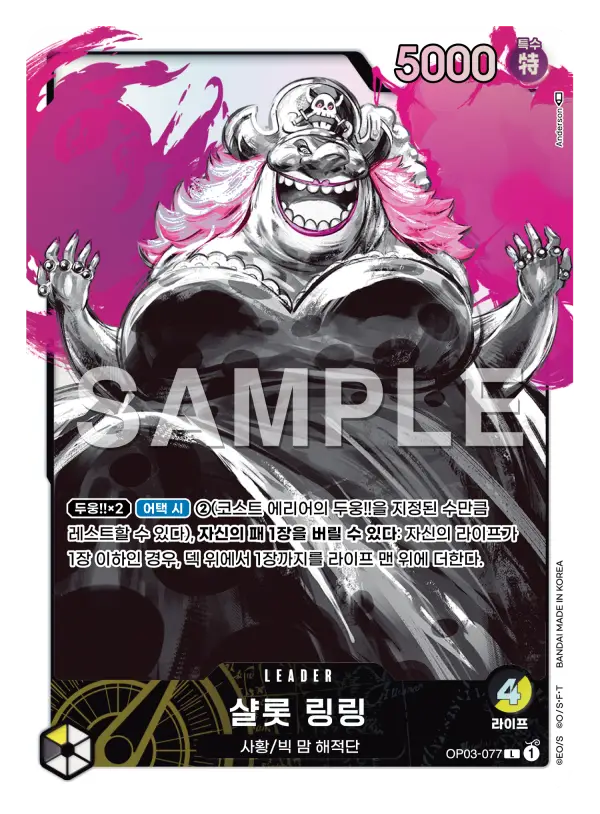 5000
특수
特
Anderson
SAMPLE
두웅!!×2 어택 시 ②(코스트 에리어의 두웅!!을 지정된 수만큼
레스트할 수 있다), 자신의 패 1장을 버릴 수 있다: 자신의 라이프가
1장 이하인 경우, 덱 위에서 1장까지를 라이프 맨 위에 더한다.
LEADER
샬롯 링링
사황/빅 맘 해적단
4
라이프
OP03-077 L 1
©EO/S ©O/S·F·T BANDAI MADE IN KOREA